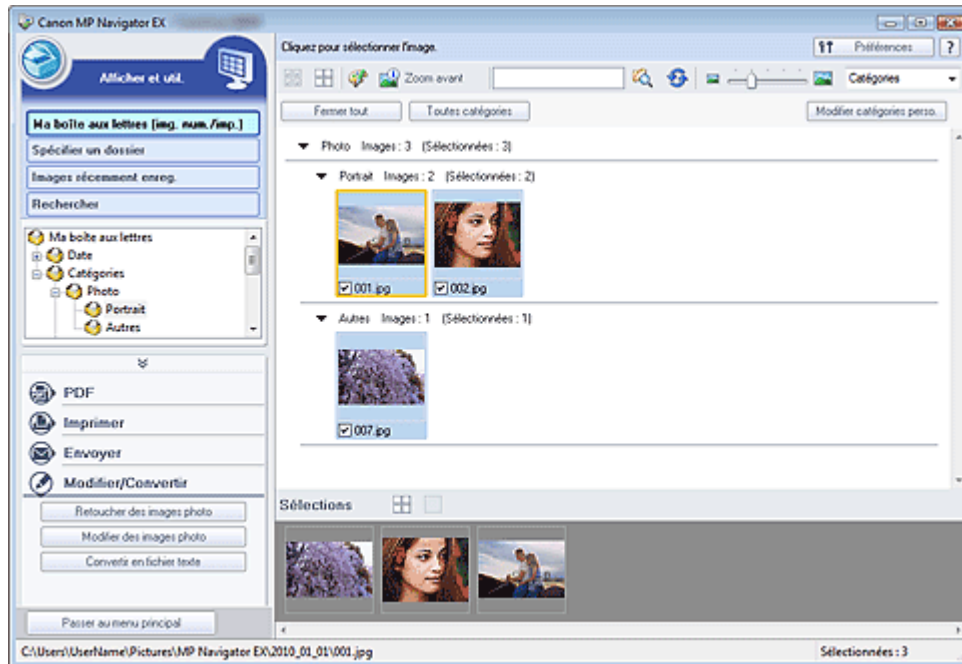 Canon MP Navigator EX
Afficher et util.
Ma boîte aux lettres [img. num./imp.]
Spécifier un dossier
Images récemment enreg.
Rechercher
Ma boîte aux lettres
Date
Catégories
Photo
Portrait
Autres
PDF
Imprimer
Envoyer
Modifier/Convertir
Retoucher des images photo
Modifier des images photo
Convertir en fichier texte
Passer au menu principal
Cliquez pour sélectionner l'image.
Préférences ?
Zoom avant
Catégories
Fermer tout Toutes catégories Modifier catégories perso.
Photo Images : 3 (Sélectionnées : 3)
Portrait Images : 2 (Sélectionnées : 2)
001.jpg 002.jpg
Autres Images : 1 (Sélectionnées : 1)
007.jpg
Sélections
C:\Users\UserName\Pictures\MP Navigator EX\2010_01_01\001.jpg Sélectionnées : 3